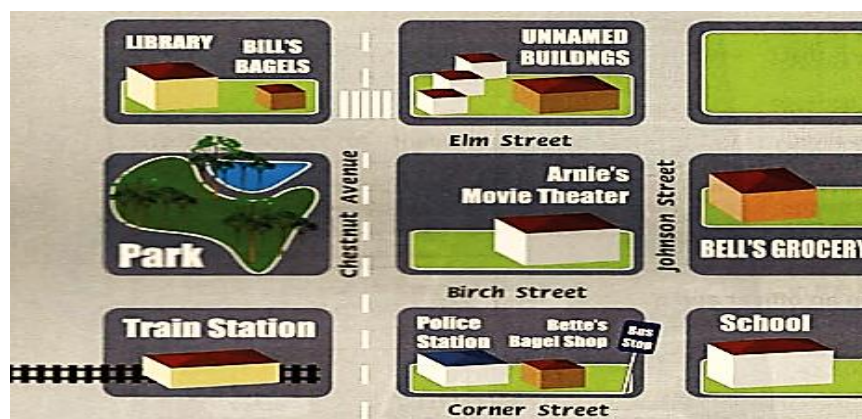 LIBRARY
BILL'S
BAGELS
UNNAMED
BUILDNGS
Elm Street
Chestnut Avenue
Park
Arnie's
Movie Theater
Johnson Street
BELL'S GROCERY
Birch Street
Train Station
Police
Station
Bette's
Bagel Shop
Bus
Stop
School
Corner Street